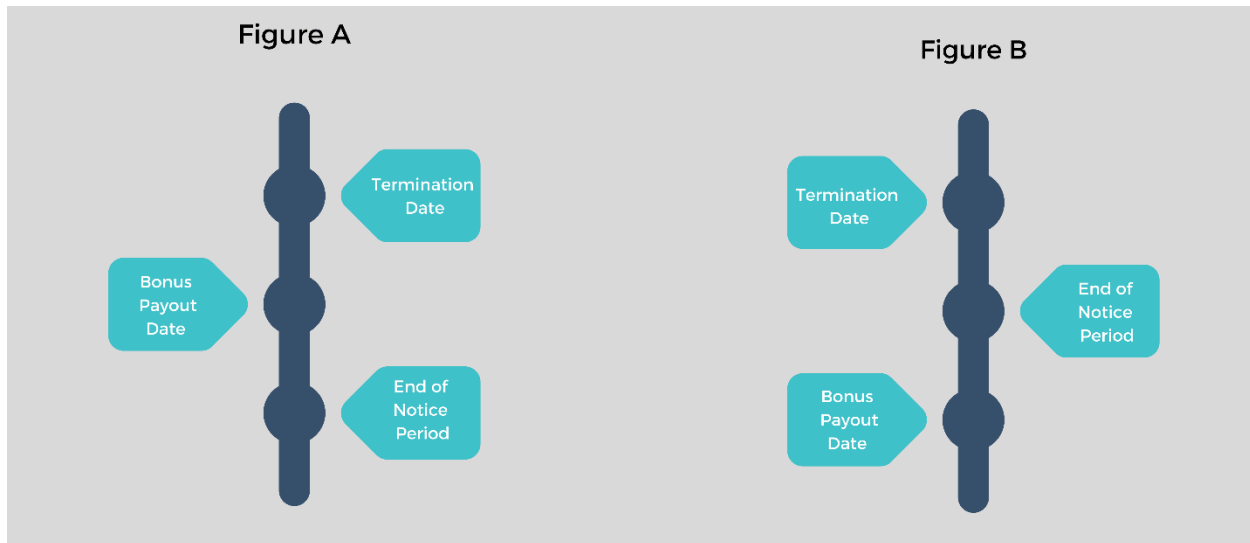 Figure A
Termination
Date
Bonus
Payout
Date
End of
Notice
Period
Figure B
Termination
Date
End of
Notice
Period
Bonus
Payout
Date